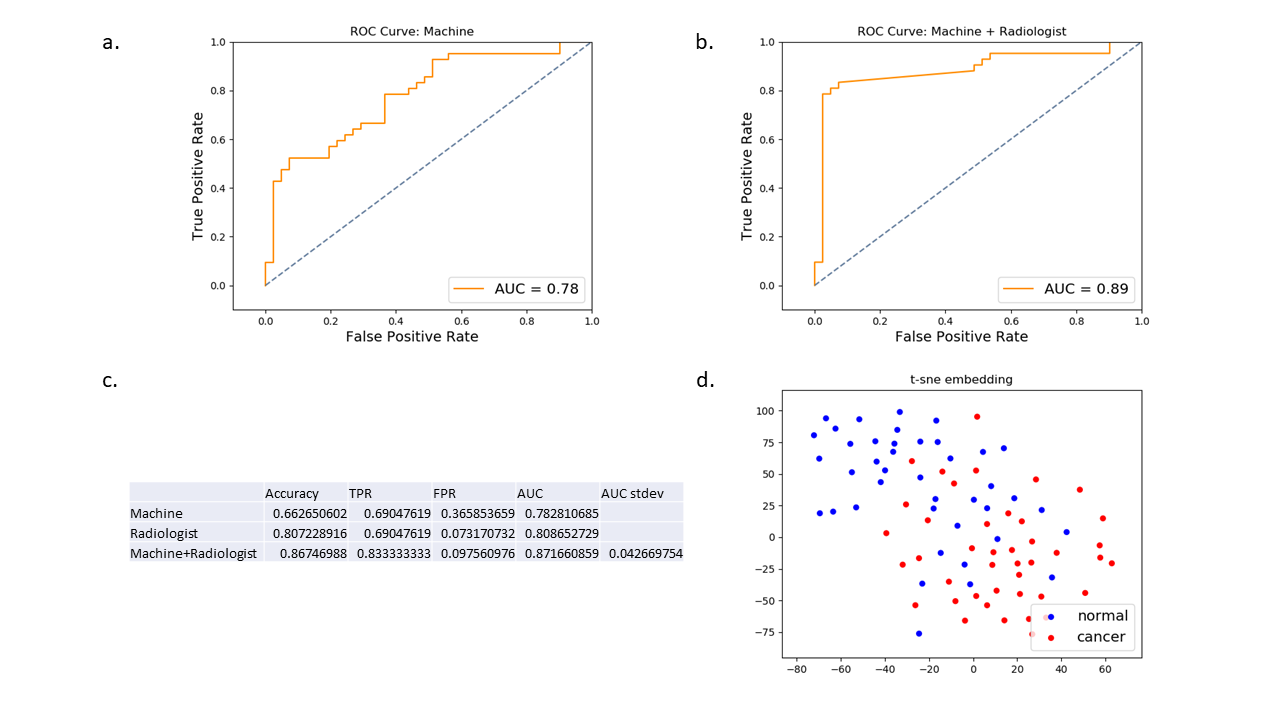 a.
ROC Curve: Machine
1.0
0.8
0.6
0.4
0.2
0.0
True Positive Rate
AUC = 0.78
0.0 0.2 0.4 0.6 0.8 1.0
False Positive Rate
b.
ROC Curve: Machine + Radiologist
1.0
0.8
0.6
0.4
0.2
0.0
True Positive Rate
AUC = 0.89
0.0 0.2 0.4 0.6 0.8 1.0
False Positive Rate
c.
Accuracy TPR FPR AUC AUC stdev
Machine 0.662650602 0.69047619 0.365853659 0.782810685
Radiologist 0.807228916 0.69047619 0.073170732 0.808652729
Machine+Radiologist 0.86746988 0.833333333 0.097560976 0.871660859 0.042669754
d.
t-sne embedding
100
75
50
25
0
−25
−50
−75
normal
cancer
−80 −60 −40 −20 0 20 40 60